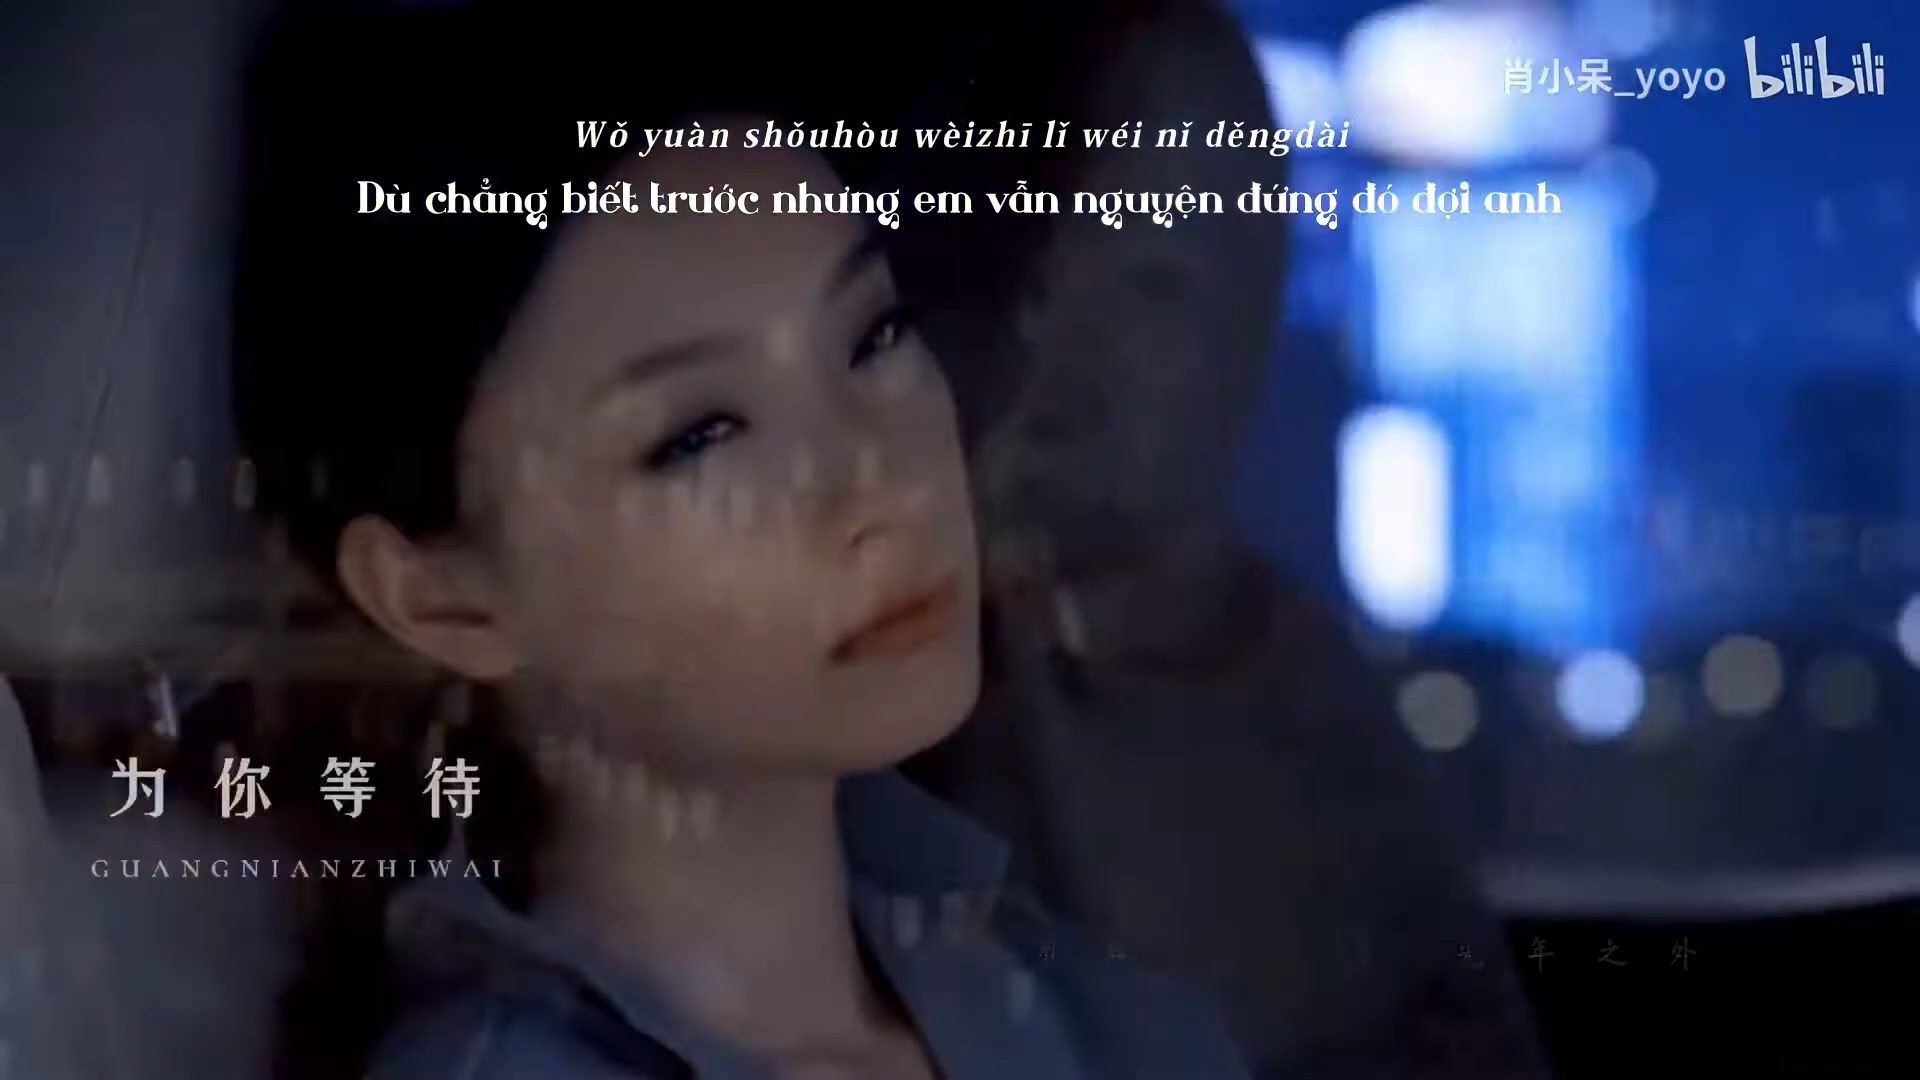 肖小呆_yoyo bilibili
Wǒ yuàn shǒuhòu wèizhī lǐ wéi nǐ děngdài
Dù chẳng biết trước nhưng em vẫn nguyện đứng đó đợi anh
为你等待
GUANGNIANZHIWAI
年之外